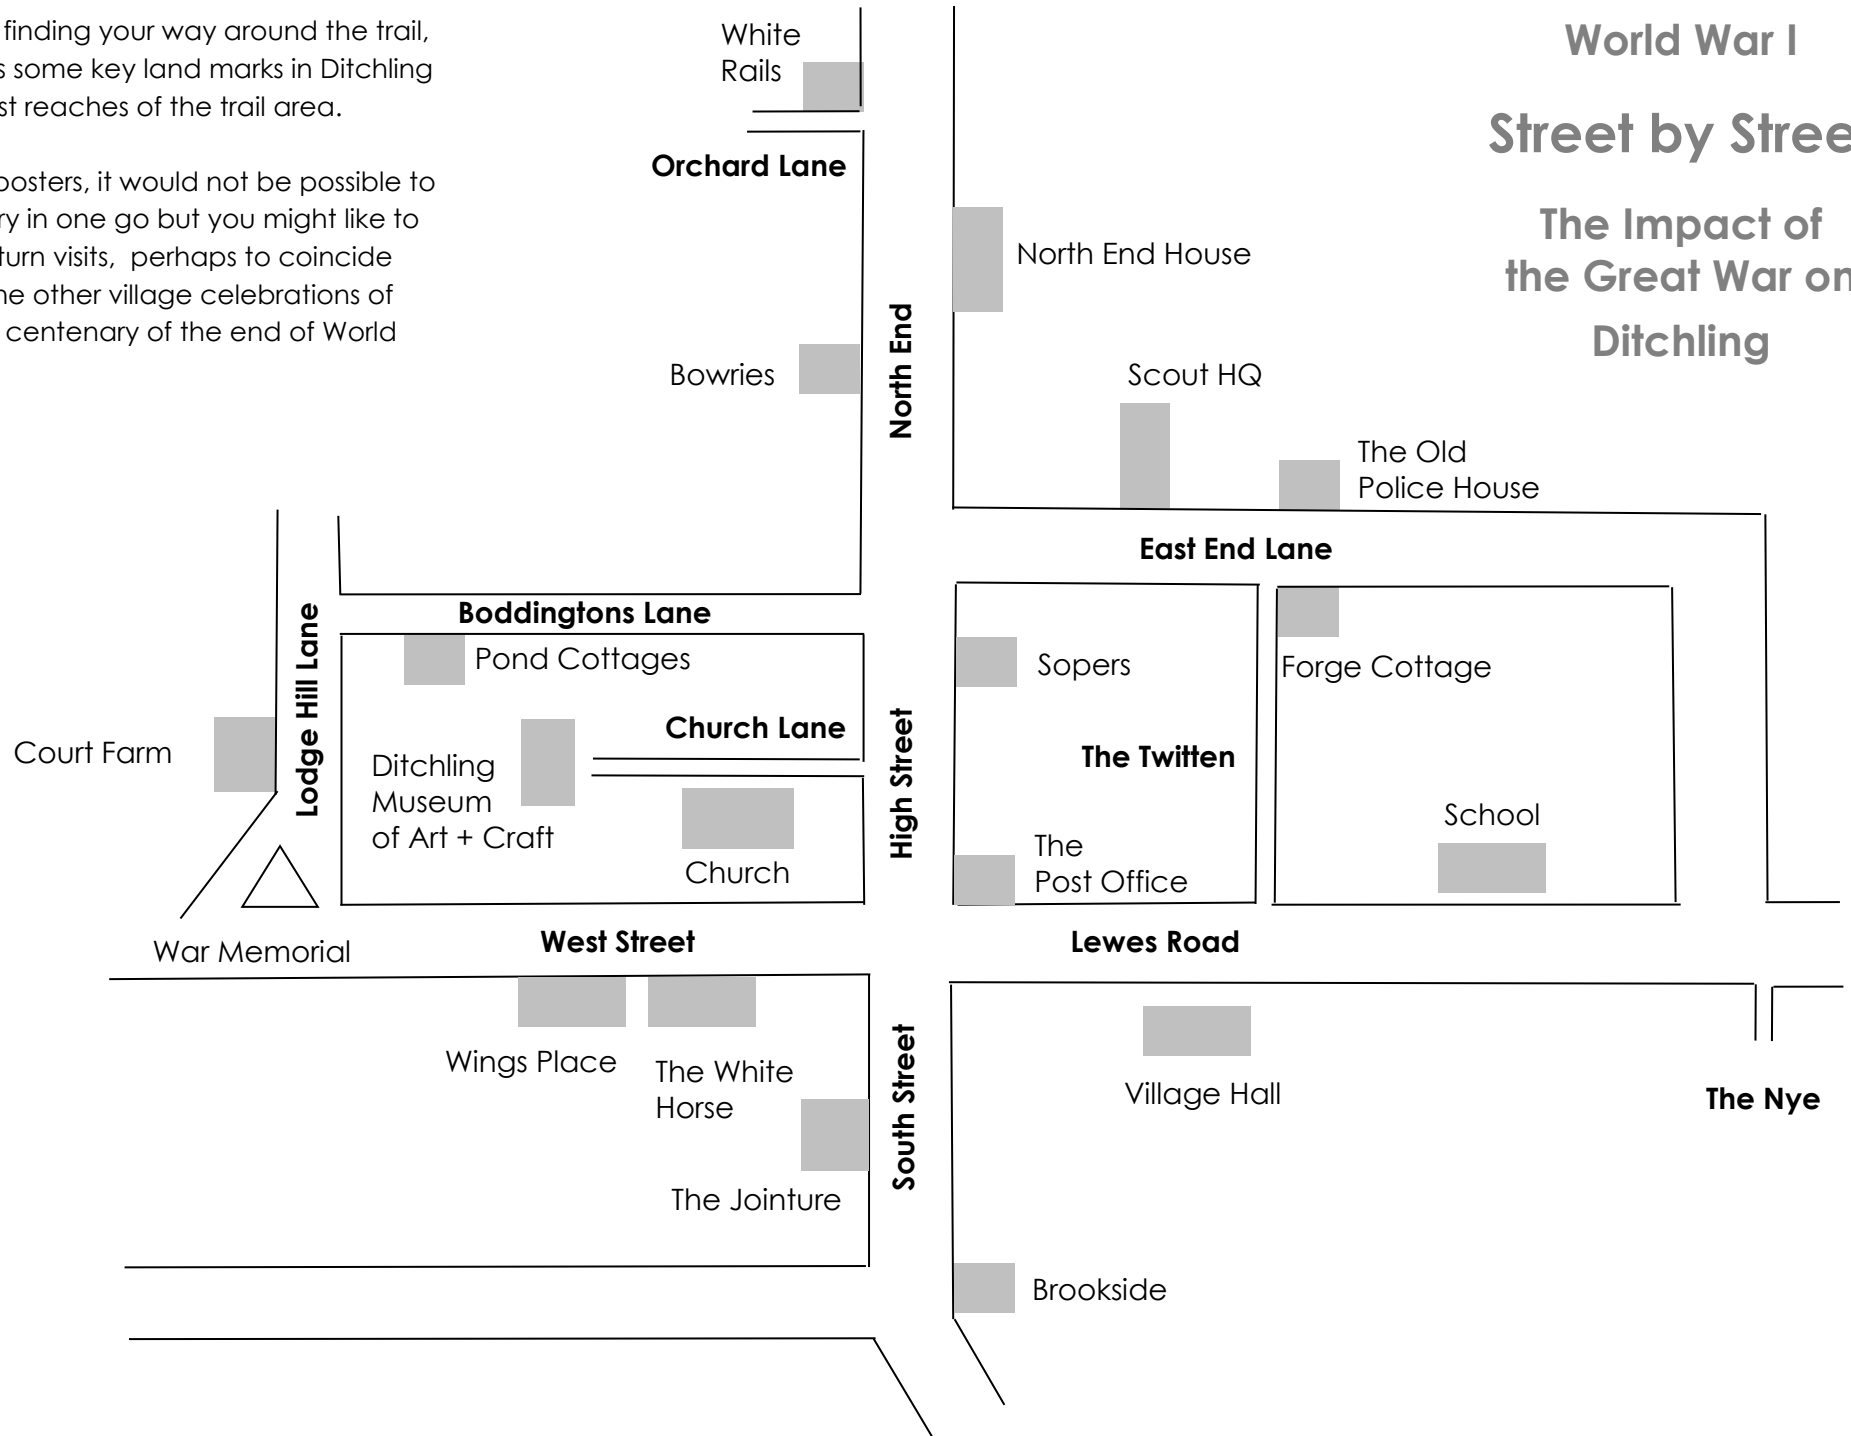 finding your way around the trail,
s some key land marks in Ditchling
st reaches of the trail area.
posters, it would not be possible to
ry in one go but you might like to
turn visits, perhaps to coincide
ne other village celebrations of
centenary of the end of World
World War I
Street by Stree
The Impact of
the Great War on
Ditchling
White
Rails
Orchard Lane
North End House
North End
Bowries
Scout HQ
The Old
Police House
East End Lane
Boddingtons Lane
Lodge Hill Lane
Pond Cottages
Sopers
Forge Cottage
Church Lane
High Street
The Twitten
Court Farm
Ditchling
Museum
of Art + Craft
Church
The
Post Office
School
War Memorial
West Street
Lewes Road
Wings Place
The White
Horse
South Street
Village Hall
The Nye
The Jointure
Brookside